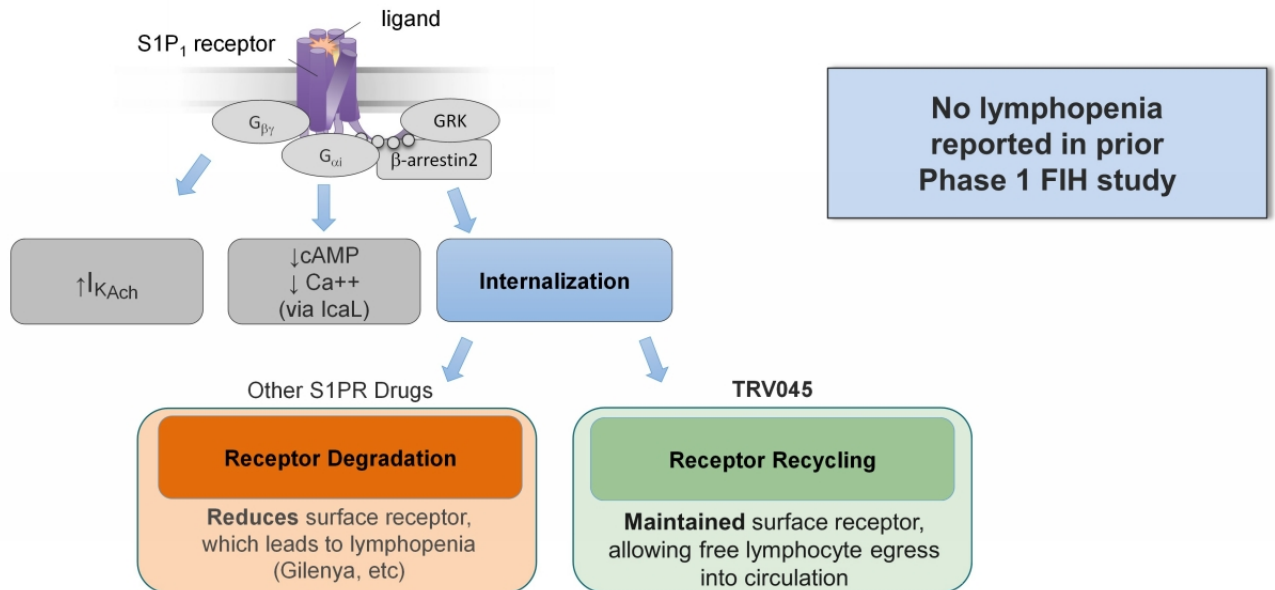 ligand
S1P₁ receptor
No lymphopenia
reported in prior
Phase 1 FIH study
Gβγ
GRK
Gαi
β-arrestin2
↑IKAch
↓cAMP
↓ Ca++
(via IcaL)
Internalization
Other S1PR Drugs
Receptor Degradation
Reduces surface receptor,
which leads to lymphopenia
(Gilenya, etc)
TRV045
Receptor Recycling
Maintained surface receptor,
allowing free lymphocyte egress
into circulation